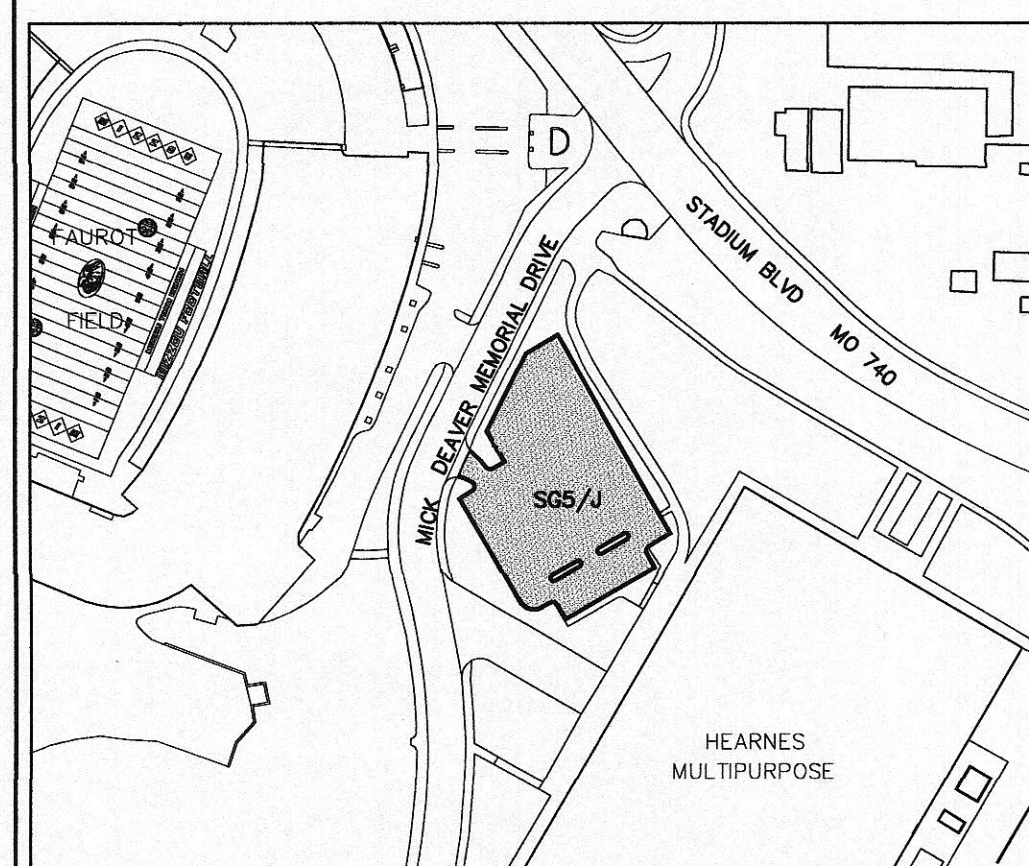 FAUROT
FIELD
MICK DEAVER MEMORIAL DRIVE
STADIUM BLVD MO 740
SG5/J
HEARNES
MULTIPURPOSE